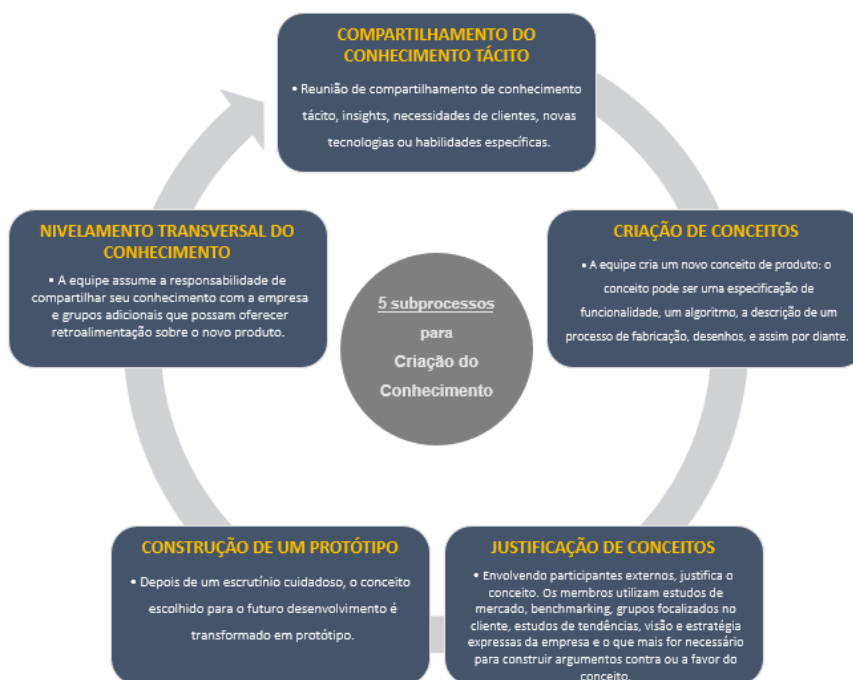 COMPARTILHAMENTO DO
CONHECIMENTO TÁCITO
• Reunião de compartilhamento de conhecimento
tácito, insights, necessidades de clientes, novas
tecnologias ou habilidades específicas.
CRIAÇÃO DE CONCEITOS
• A equipe cria um novo conceito de produto: o
conceito pode ser uma especificação de
funcionalidade, um algoritmo, a descrição de um
processo de fabricação, desenhos, e assim por diante.
JUSTIFICAÇÃO DE CONCEITOS
• Envolvendo participantes externos, justifica o
conceito. Os membros utilizam estudos de
mercado, benchmarking, grupos focalizados no
cliente, estudos de tendências, visão e estratégia
expressas da empresa e o que mais for necessário
para construir argumentos contra ou a favor do
conceito.
CONSTRUÇÃO DE UM PROTÓTIPO
• Depois de um escrutínio cuidadoso, o conceito
escolhido para o futuro desenvolvimento é
transformado em protótipo.
NIVELAMENTO TRANSVERSAL DO
CONHECIMENTO
• A equipe assume a responsabilidade de
compartilhar seu conhecimento com a empresa
e grupos adicionais que possam oferecer
retroalimentação sobre o novo produto.
5 subprocessos
para
Criação do
Conhecimento